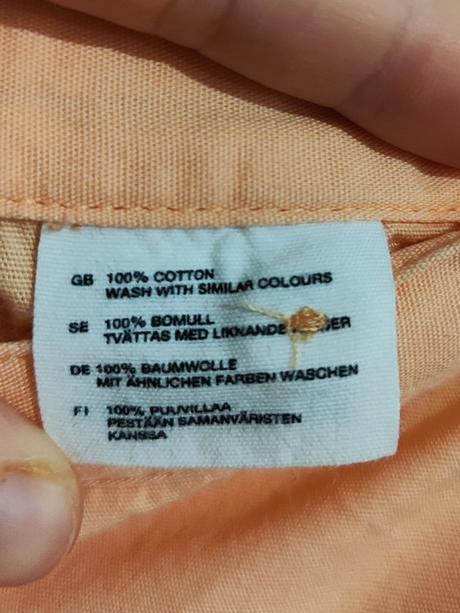 GB 100% COTTON
WASH WITH SIMILAR COLOURS
SE 100% BOMULL
TVÄTTAS MED LIKNANDE
DE 100% BAUMWOLLE
MIT ÄHNLICHEN FARBEN WASCHEN
FI 100% PUUVILLAA
PESTÄÄN SAMANVÄRISTEN
KANSSA